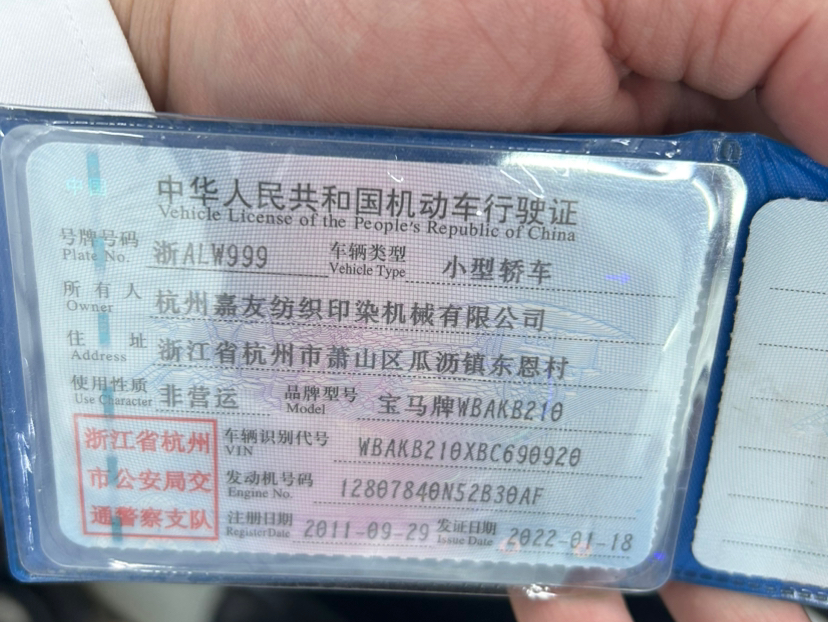 中华人民共和国机动车行驶证
Vehicle License of the People's Republic of China
号牌号码 浙ALW999 车辆类型 小型轿车
Plate No. Vehicle Type
所有人 杭州嘉友纺织印染机械有限公司
Owner
住址 浙江省杭州市萧山区瓜沥镇东恩村
Address
使用性质 非营运 品牌型号 宝马牌WBAKB210
Use Character Model
浙江省杭州
市公安局交
通警察支队
车辆识别代号 WBAKB210XBC690920
VIN
发动机号码 12807840N52B30AF
Engine No.
注册日期 2011-09-29 发证日期 2022-01-18
Register Date Issue Date